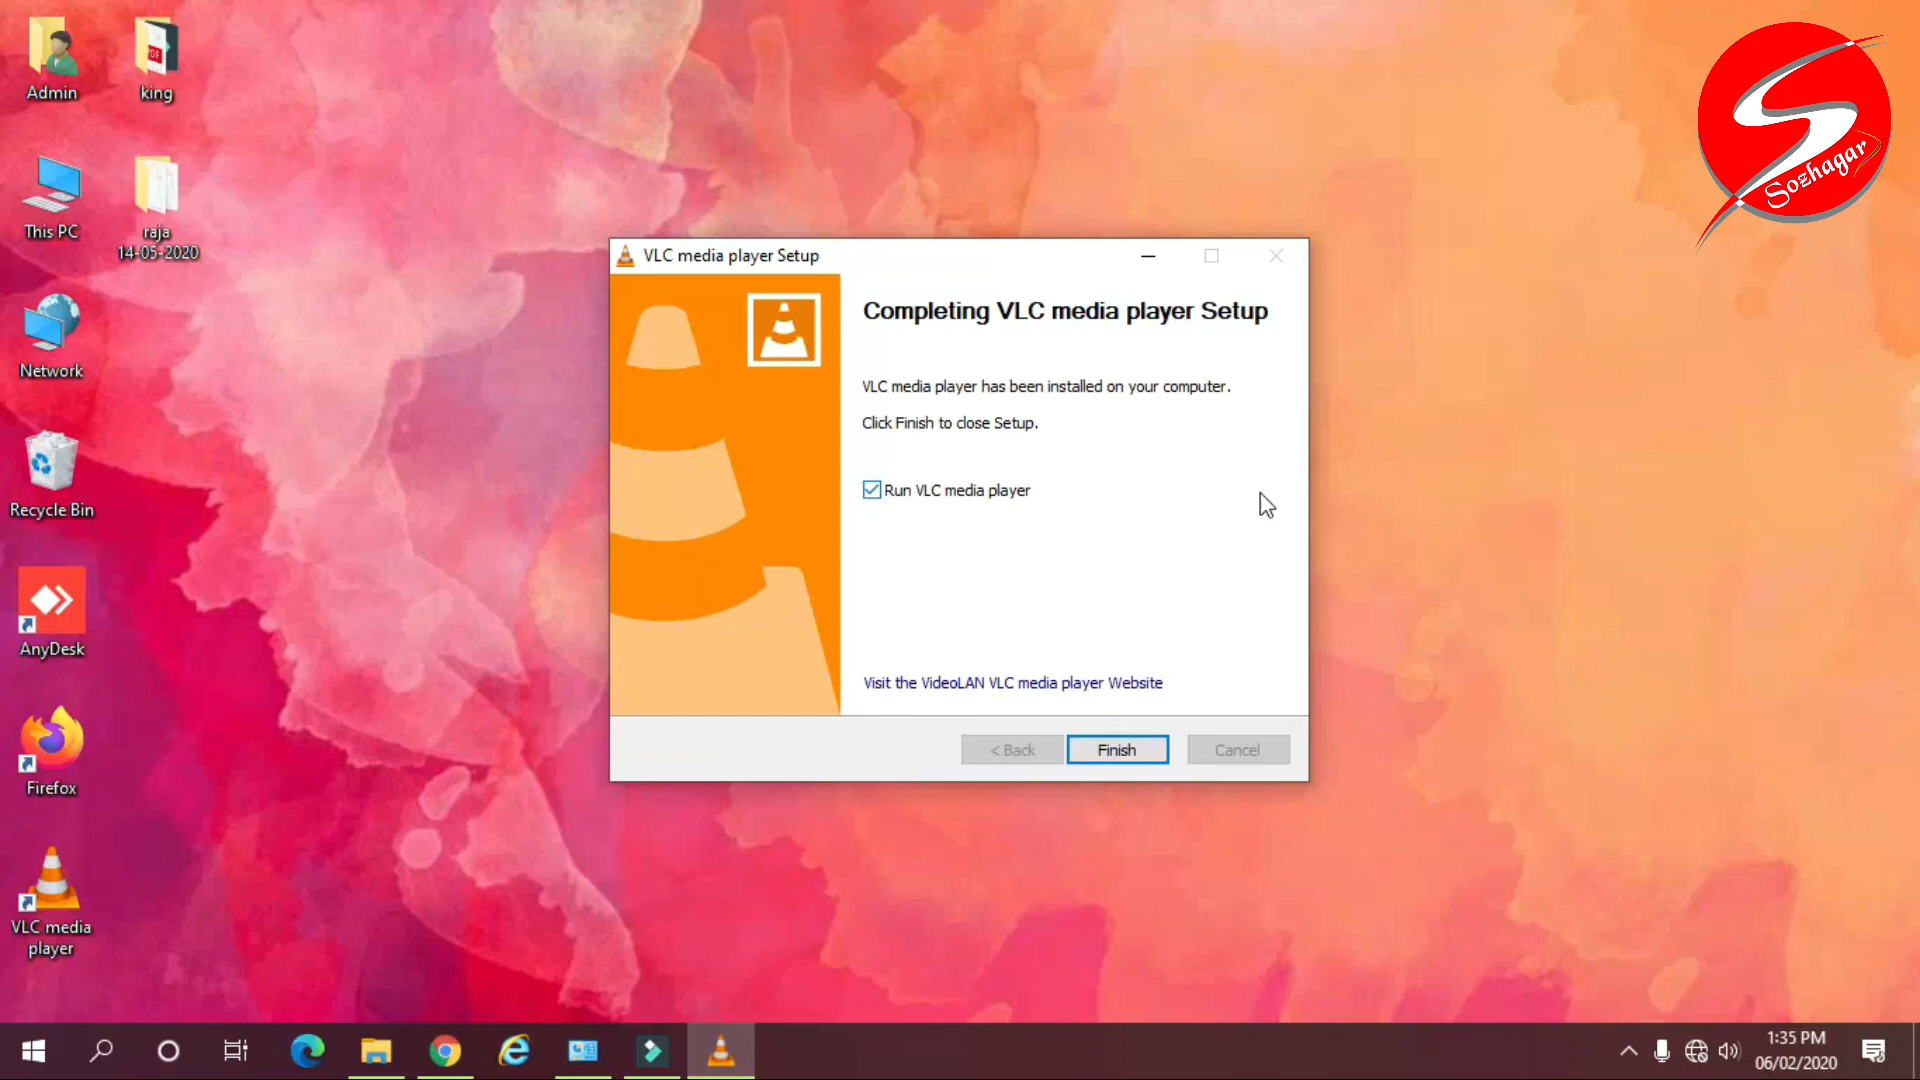 Admin
king
This PC
raja
14-05-2020
Network
Recycle Bin
AnyDesk
Firefox
VLC media
player
Sozhagar
VLC media player Setup
Completing VLC media player Setup
VLC media player has been installed on your computer.
Click Finish to close Setup.
Run VLC media player
Visit the VideoLAN VLC media player Website
< Back
Finish
Cancel
1:35 PM
06/02/2020